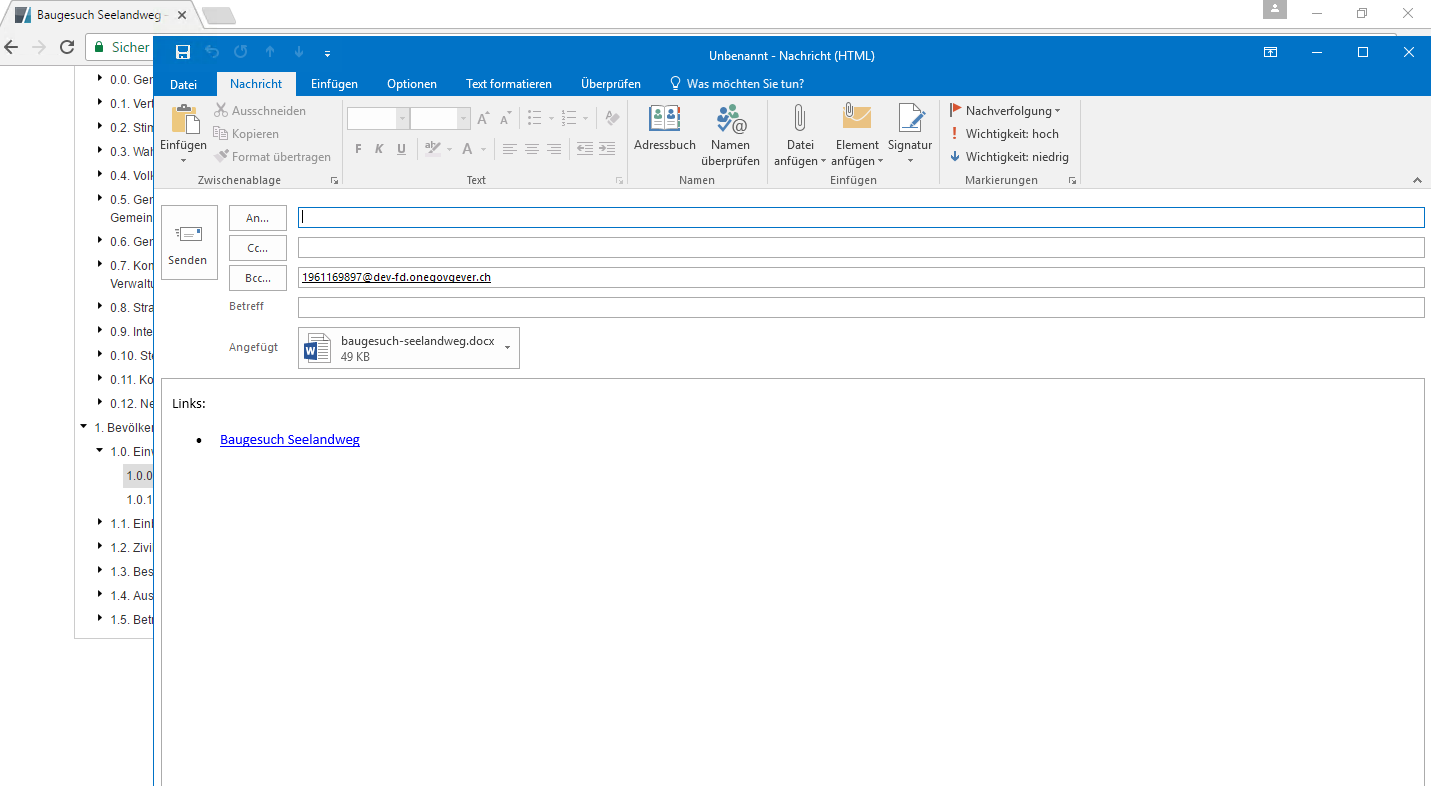 Baugesuch Seelandweg -
Sicher
Unbenannt - Nachricht (HTML)
Datei Nachricht Einfügen Optionen Text formatieren Überprüfen Was möchten Sie tun?
Einfügen
Ausschneiden
Kopieren
Format übertragen
Zwischenablage
F K U
ab
A
Text
Adressbuch
Namen
überprüfen
Namen
Datei
anfügen
Element
anfügen
Signatur
Einfügen
Nachverfolgung
Wichtigkeit: hoch
Wichtigkeit: niedrig
Markierungen
Senden
An...
Cc...
Bcc... 1961169897@dev-fd.onegovgever.ch
Betreff
Angefügt
baugesuch-seelandweg.docx
49 KB
Links:
• Baugesuch Seelandweg
0.0. Ger
0.1. Vert
0.2. Stim
0.3. Wah
0.4. Volk
0.5. Ger
Gemein
0.6. Ger
0.7. Kon
Verwaltu
0.8. Stra
0.9. Inte
0.10. Ste
0.11. Ko
0.12. Ne
1. Bevölker
1.0. Einv
1.0.0
1.0.1
1.1. Einl
1.2. Zivi
1.3. Bes
1.4. Aus
1.5. Betr